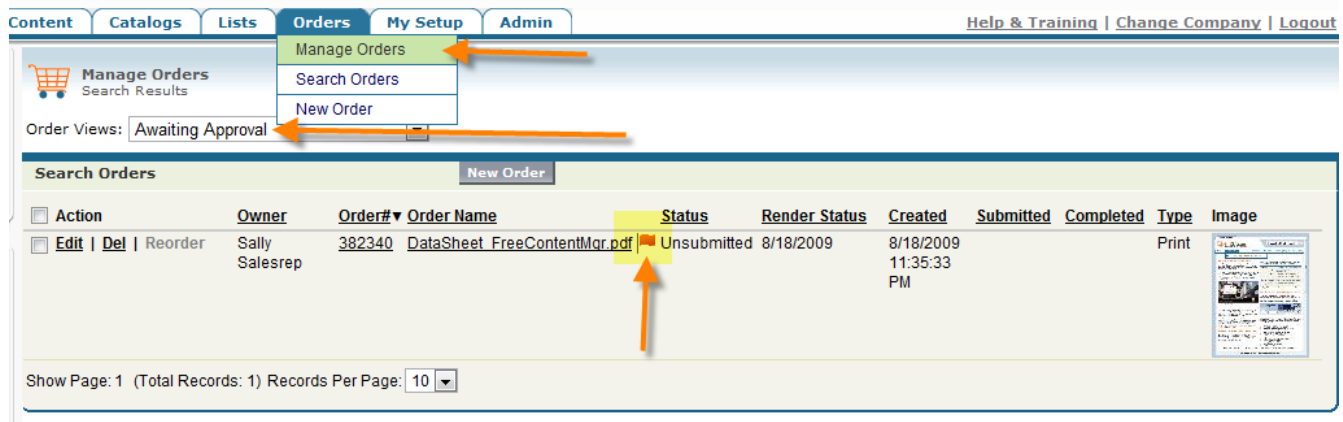 Content Catalogs Lists Orders My Setup Admin Help & Training | Change Company | Logout
Manage Orders
Search Orders
New Order
Manage Orders
Search Results
Order Views: Awaiting Approval
Search Orders New Order
Action Owner Order#▼ Order Name Status Render Status Created Submitted Completed Type Image
Edit | Del | Reorder Sally Salesrep 382340 DataSheet_FreeContentMgr.pdf Unsubmitted 8/18/2009 8/18/2009 11:35:33 PM Print
Show Page: 1 (Total Records: 1) Records Per Page: 10